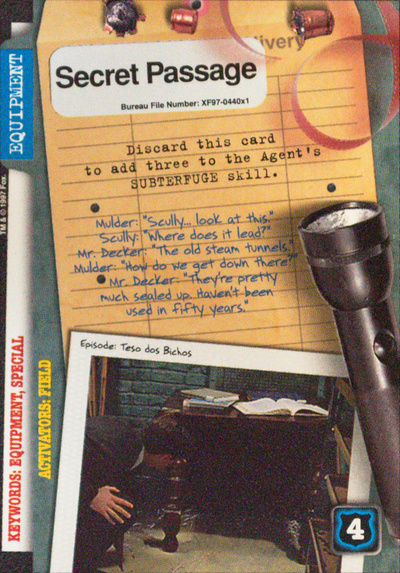 ivery
Secret Passage
Bureau File Number: XF97-0440x1
EQUIPMENT
Discard this card
to add three to the Agent's
SUBTERFUGE skill.
TM & © 1997 Fox.
Mulder: "Scully... look at this."
Scully: "Where does it lead?"
Mr. Decker: "The old steam tunnels."
Mulder: "How do we get down there?"
Mr. Decker: "They're pretty
much sealed up. Haven't been
used in fifty years."
Episode: Teso dos Bichos
KEYWORDS: EQUIPMENT, SPECIAL
ACTIVATORS: FIELD
4